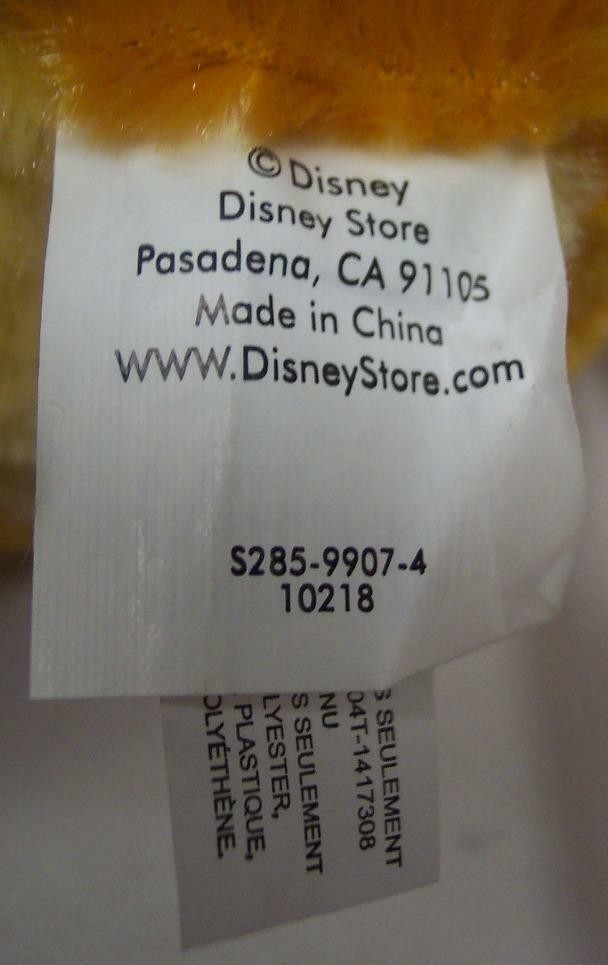 © Disney
Disney Store
Pasadena, CA 91105
Made in China
www.DisneyStore.com
S285-9907-4
10218
SEULEMENT
04T-1417308
NU
S SEULEMENT
LYESTER,
PLASTIQUE,
OLYÉTHÈNE.